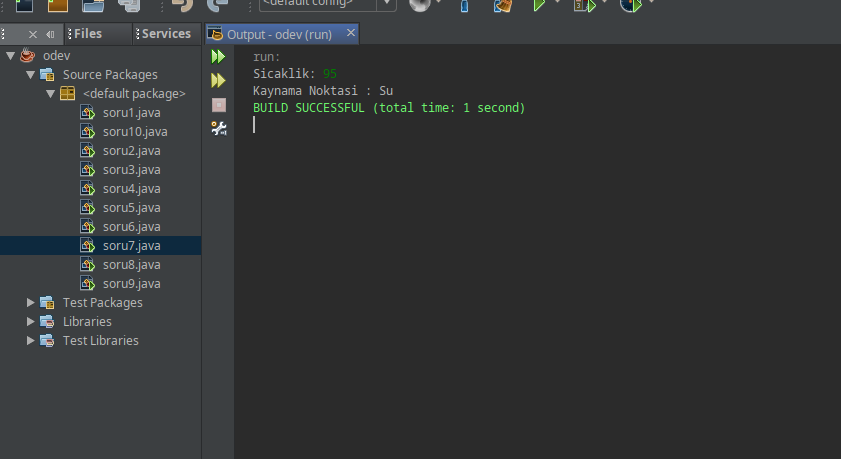 <default config>
Files
Services
Output - odev (run)
odev
Source Packages
<default package>
soru1.java
soru10.java
soru2.java
soru3.java
soru4.java
soru5.java
soru6.java
soru7.java
soru8.java
soru9.java
Test Packages
Libraries
Test Libraries
run:
Sicaklik: 95
Kaynama Noktasi : Su
BUILD SUCCESSFUL (total time: 1 second)